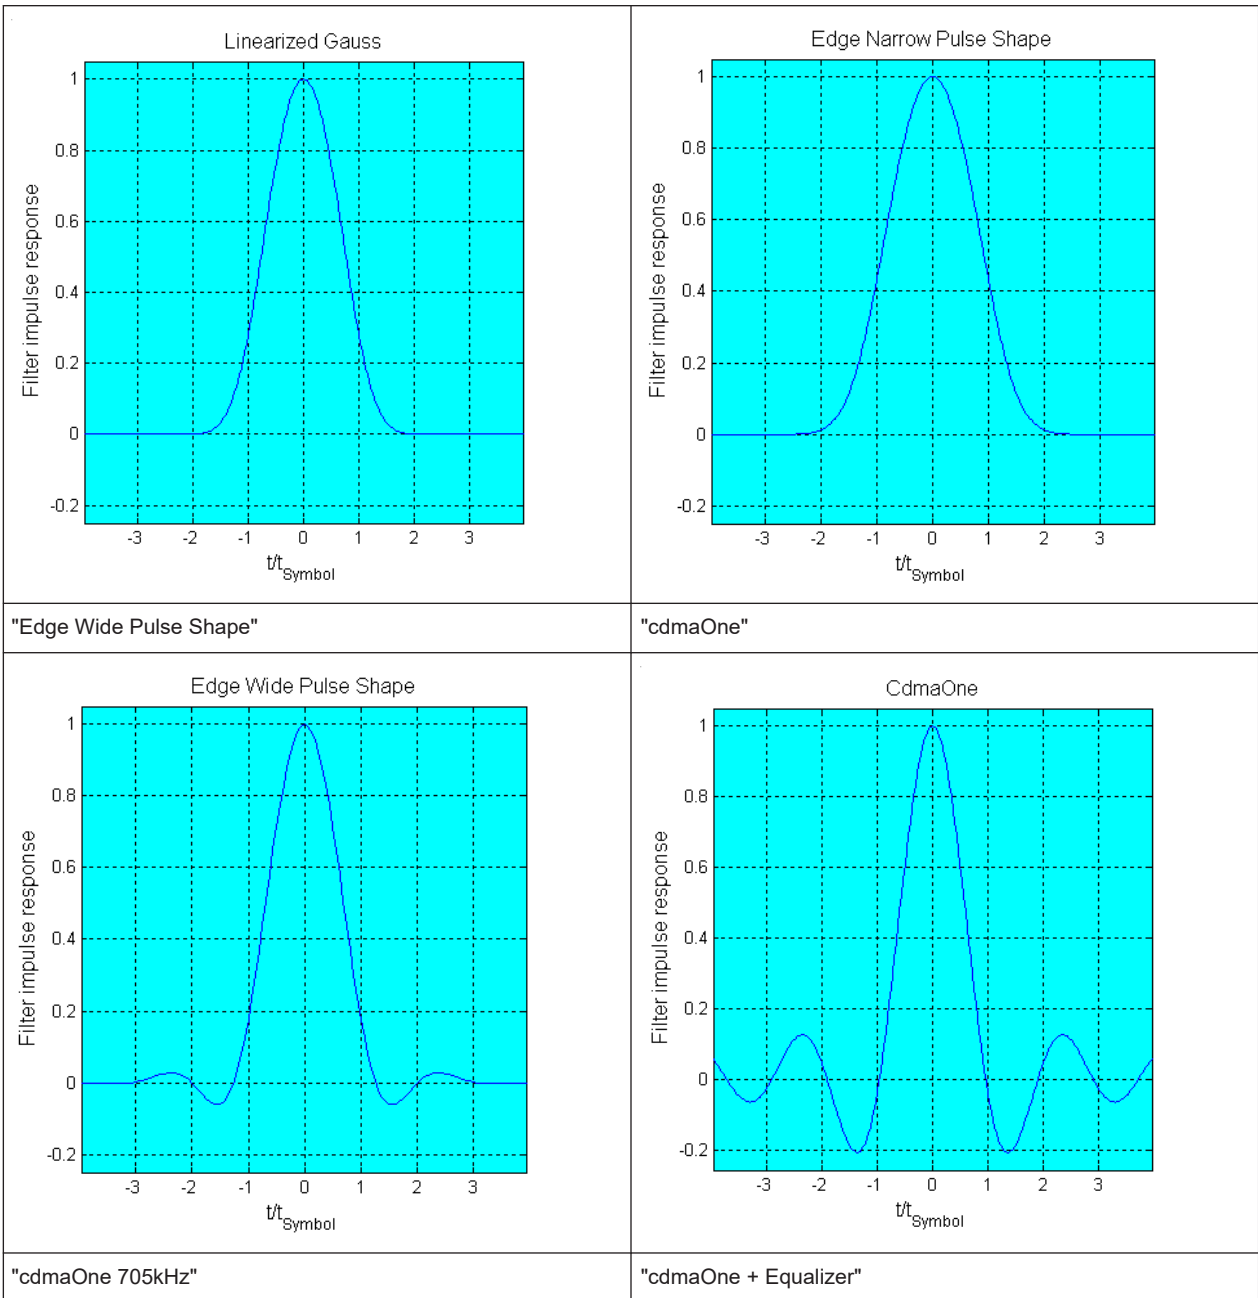 Linearized Gauss
1
0.8
0.6
0.4
0.2
0
-0.2
Filter impulse response
-3 -2 -1 0 1 2 3
t/tSymbol
Edge Narrow Pulse Shape
1
0.8
0.6
0.4
0.2
0
-0.2
Filter impulse response
-3 -2 -1 0 1 2 3
t/tSymbol
"Edge Wide Pulse Shape"
"cdmaOne"
Edge Wide Pulse Shape
1
0.8
0.6
0.4
0.2
0
-0.2
Filter impulse response
-3 -2 -1 0 1 2 3
t/tSymbol
CdmaOne
1
0.8
0.6
0.4
0.2
0
-0.2
Filter impulse response
-3 -2 -1 0 1 2 3
t/tSymbol
"cdmaOne 705kHz"
"cdmaOne + Equalizer"